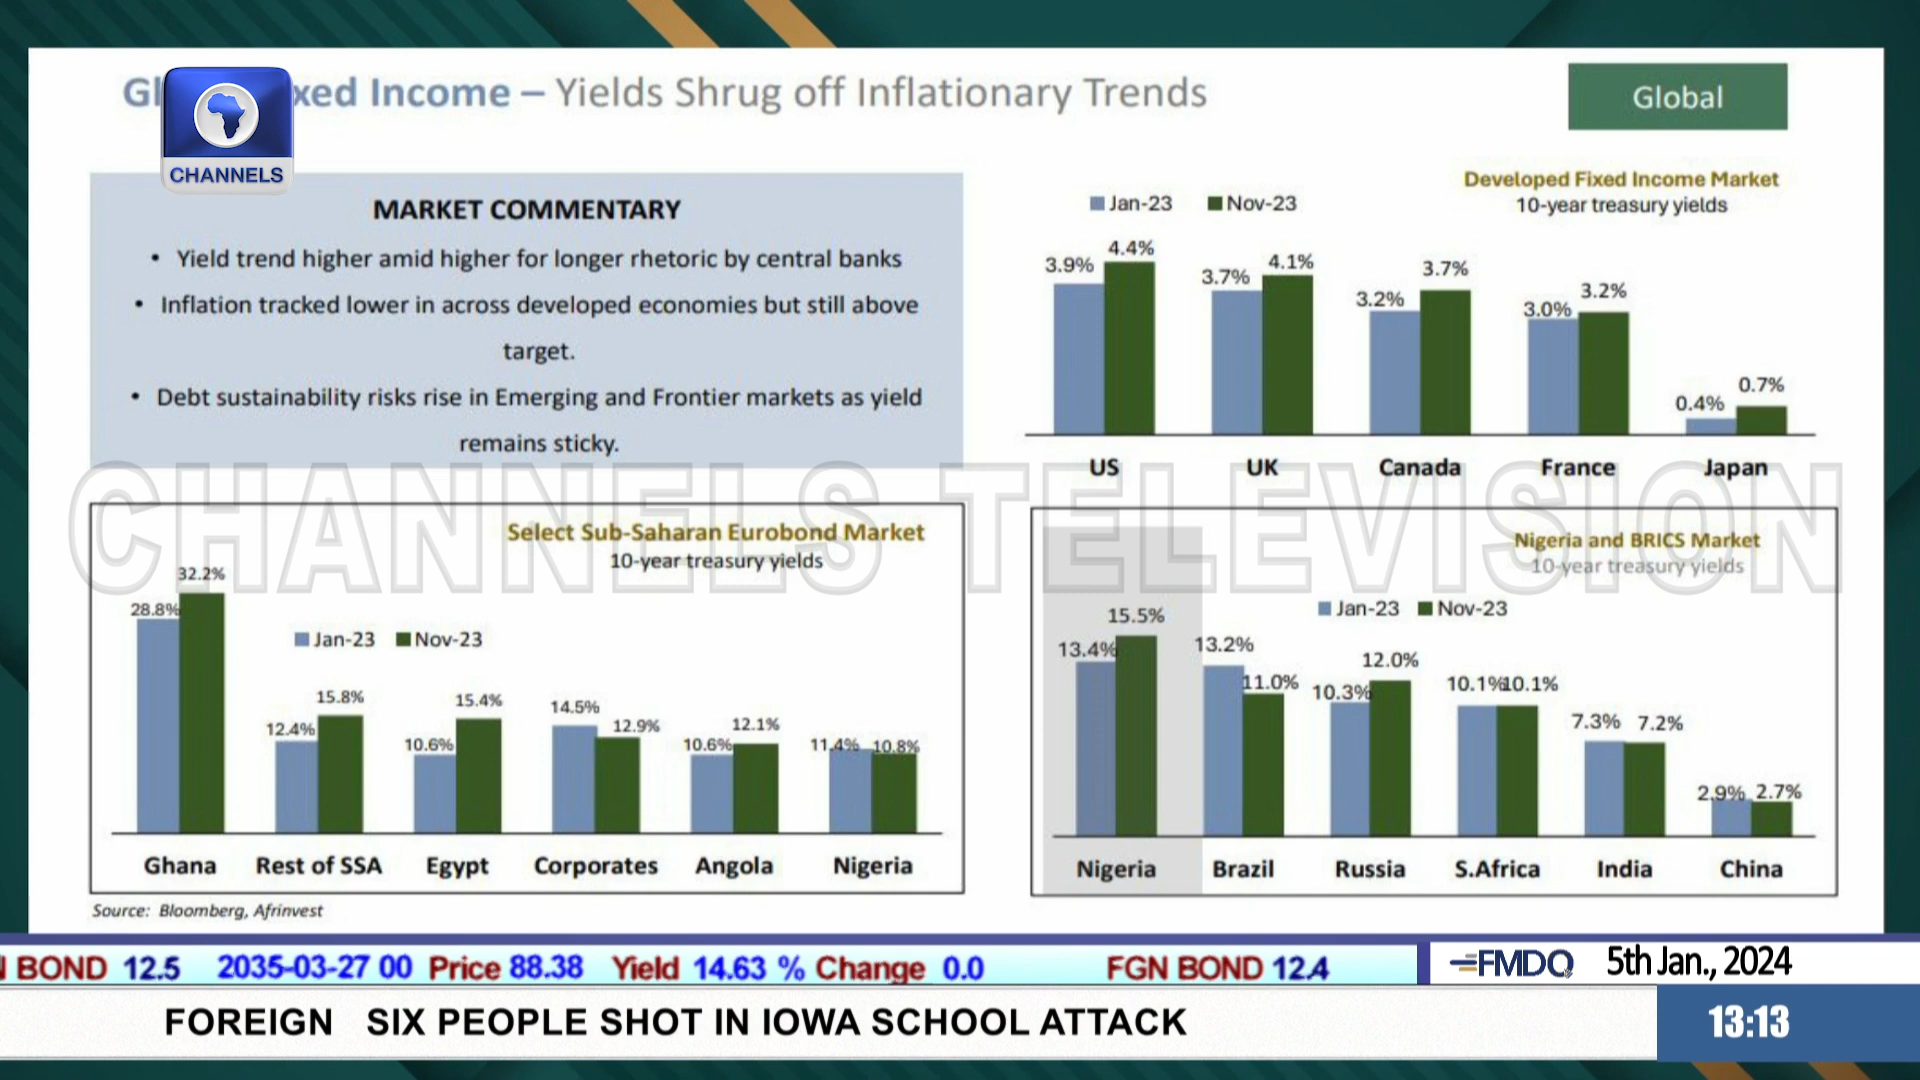 xed Income – Yields Shrug off Inflationary Trends
Global
CHANNELS
MARKET COMMENTARY
• Yield trend higher amid higher for longer rhetoric by central banks
• Inflation tracked lower in across developed economies but still above
target.
• Debt sustainability risks rise in Emerging and Frontier markets as yield
remains sticky.
Developed Fixed Income Market
10-year treasury yields
Jan-23 Nov-23
3.9% 4.4% 3.7% 4.1% 3.2% 3.7% 3.0% 3.2% 0.4% 0.7%
US UK Canada France Japan
CHANNELS TELEVISION
Select Sub-Saharan Eurobond Market
10-year treasury yields
Jan-23 Nov-23
28.8% 32.2% 12.4% 15.8% 10.6% 15.4% 14.5% 12.9% 10.6% 12.1% 11.4% 10.8%
Ghana Rest of SSA Egypt Corporates Angola Nigeria
Nigeria and BRICS Market
10-year treasury yields
Jan-23 Nov-23
13.4% 15.5% 13.2% 11.0% 10.3% 12.0% 10.1% 10.1% 7.3% 7.2% 2.9% 2.7%
Nigeria Brazil Russia S.Africa India China
Source: Bloomberg, Afrinvest
BOND 12.5 2035-03-27 00 Price 88.38 Yield 14.63 % Change 0.0 FGN BOND 12.4
FMDQ 5th Jan., 2024
FOREIGN SIX PEOPLE SHOT IN IOWA SCHOOL ATTACK
13:13